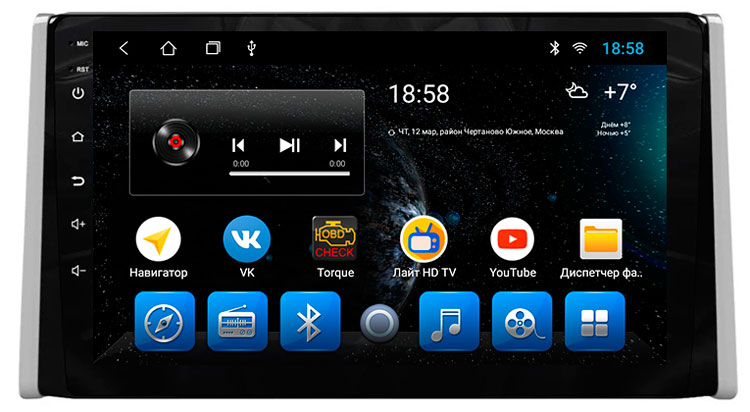 MIC
18:58
RST
18:58
+7°
ЧТ, 12 мар, район Чертаново Южное, Москва
Днём +8°
Ночью +5°
0:00
0:00
OBD
CHECK
Навигатор
VK
Torque
Лайт HD TV
YouTube
Диспетчер фа..